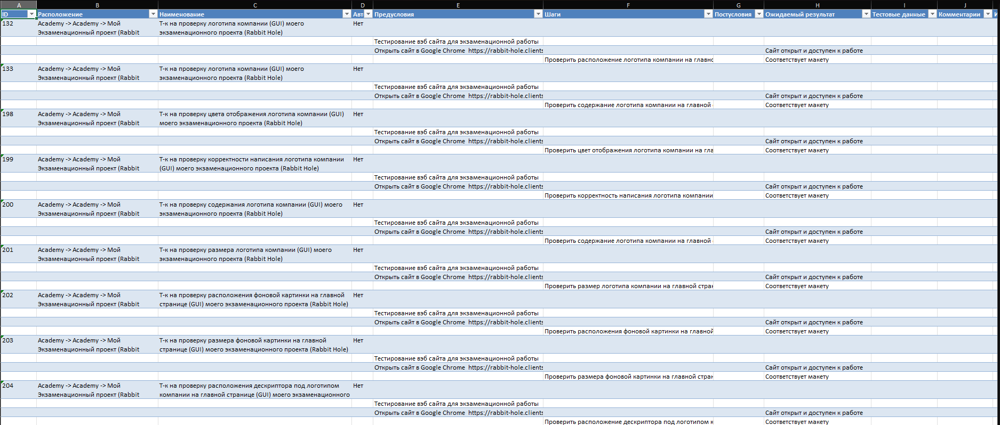 A B C D E F G H I J
ID Расположение Наименование Авт Предусловия Шаги Постусловия Ожидаемый результат Тестовые данные Комментарии
132 Academy -> Academy -> Мой Т-к на проверку логотипа компании (GUI) моего Нет
Экзаменационный проект (Rabbit экзаменационного проекта (Rabbit Hole)
Тестирование вэб сайта для экзаменационной работы
Открыть сайт в Google Chrome https://rabbit-hole.clients Сайт открыт и доступен к работе
Проверить расположение логотипа компании на главно Соответствует макету
133 Academy -> Academy -> Мой Т-к на проверку логотипа компании (GUI) моего Нет
Экзаменационный проект (Rabbit экзаменационного проекта (Rabbit Hole)
Тестирование вэб сайта для экзаменационной работы
Открыть сайт в Google Chrome https://rabbit-hole.clients Сайт открыт и доступен к работе
Проверить содержание логотипа компании на главной Соответствует макету
198 Academy -> Academy -> Мой Т-к на проверку цвета отображения логотипа компании (GUI) Нет
Экзаменационный проект (Rabbit моего экзаменационного проекта (Rabbit Hole)
Тестирование вэб сайта для экзаменационной работы
Открыть сайт в Google Chrome https://rabbit-hole.clients Сайт открыт и доступен к работе
Проверить цвет отображения логотипа компании на гла Соответствует макету
199 Academy -> Academy -> Мой Т-к на проверку корректности написания логотипа компании Нет
Экзаменационный проект (Rabbit (GUI) моего экзаменационного проекта (Rabbit Hole)
Тестирование вэб сайта для экзаменационной работы
Открыть сайт в Google Chrome https://rabbit-hole.clients Сайт открыт и доступен к работе
Проверить корректность написания логотипа компании Соответствует макету
200 Academy -> Academy -> Мой Т-к на проверку содержания логотипа компании (GUI) моего Нет
Экзаменационный проект (Rabbit экзаменационного проекта (Rabbit Hole)
Тестирование вэб сайта для экзаменационной работы
Открыть сайт в Google Chrome https://rabbit-hole.clients Сайт открыт и доступен к работе
Проверить содержание логотипа компании на главной Соответствует макету
201 Academy -> Academy -> Мой Т-к на проверку размера логотипа компании (GUI) моего Нет
Экзаменационный проект (Rabbit экзаменационного проекта (Rabbit Hole)
Тестирование вэб сайта для экзаменационной работы
Открыть сайт в Google Chrome https://rabbit-hole.clients Сайт открыт и доступен к работе
Проверить размер логотипа компании на главной стран Соответствует макету
202 Academy -> Academy -> Мой Т-к на проверку расположения фоновой картинки на главной Нет
Экзаменационный проект (Rabbit странице (GUI) моего экзаменационного проекта (Rabbit Hole)
Тестирование вэб сайта для экзаменационной работы
Открыть сайт в Google Chrome https://rabbit-hole.clients Сайт открыт и доступен к работе
Проверить расположения фоновой картинки на главной Соответствует макету
203 Academy -> Academy -> Мой Т-к на проверку размера фоновой картинки на главной Нет
Экзаменационный проект (Rabbit странице (GUI) моего экзаменационного проекта (Rabbit Hole)
Тестирование вэб сайта для экзаменационной работы
Открыть сайт в Google Chrome https://rabbit-hole.clients Сайт открыт и доступен к работе
Проверить размера фоновой картинки на главной стран Соответствует макету
204 Academy -> Academy -> Мой Т-к на проверку расположения дескриптора под логотипом Нет
Экзаменационный проект (Rabbit компании на главной странице (GUI) моего экзаменационного
Тестирование вэб сайта для экзаменационной работы
Открыть сайт в Google Chrome https://rabbit-hole.clients Сайт открыт и доступен к работе
Проверить расположение дескриптора под логотипом к Соответствует макету